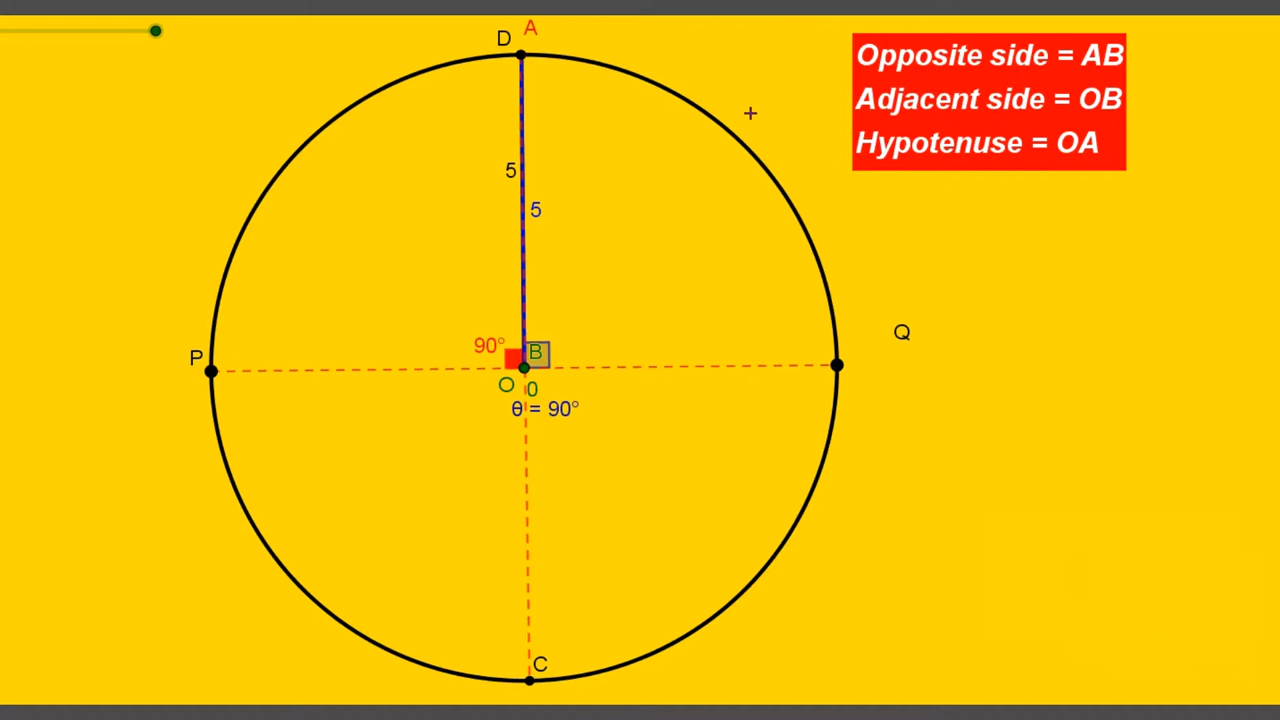 A
D
Opposite side = AB
Adjacent side = OB
Hypotenuse = OA
5
5
Q
90°
B
P
O
0
θ = 90°
C